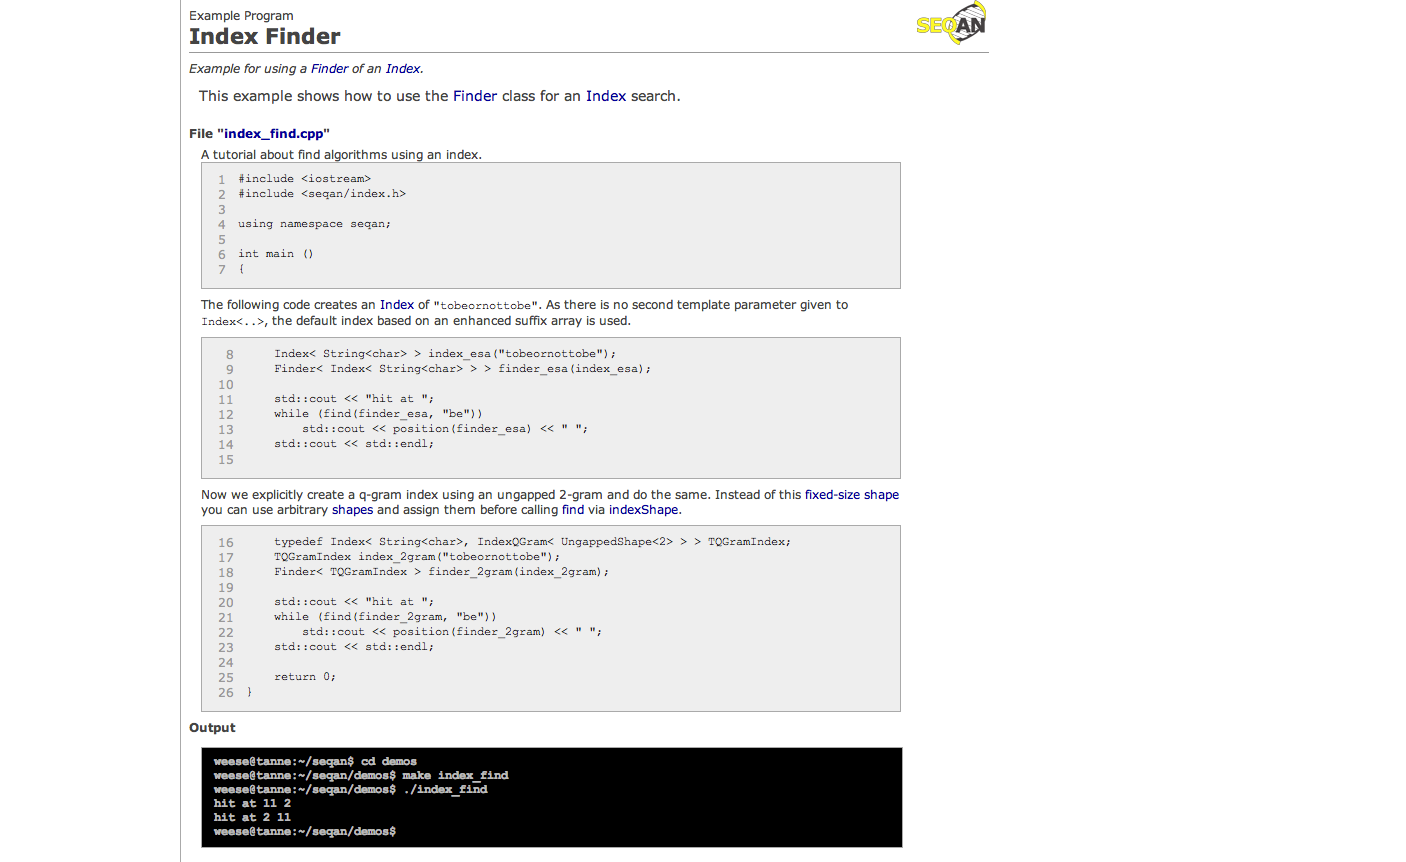 Example Program
Index Finder
SEQAN
Example for using a Finder of an Index.
This example shows how to use the Finder class for an Index search.
File "index_find.cpp"
A tutorial about find algorithms using an index.
1 #include <iostream>
2 #include <seqan/index.h>
3
4 using namespace seqan;
5
6 int main ()
7 {
The following code creates an Index of "tobeornottobe". As there is no second template parameter given to
Index<..>, the default index based on an enhanced suffix array is used.
8 Index< String<char> > index_esa("tobeornottobe");
9 Finder< Index< String<char> > > finder_esa(index_esa);
10
11 std::cout << "hit at ";
12 while (find(finder_esa, "be"))
13 std::cout << position(finder_esa) << " ";
14 std::cout << std::endl;
15
Now we explicitly create a q-gram index using an ungapped 2-gram and do the same. Instead of this fixed-size shape
you can use arbitrary shapes and assign them before calling find via indexShape.
16 typedef Index< String<char>, IndexQGram< UngappedShape<2> > > TQGramIndex;
17 TQGramIndex index_2gram("tobeornottobe");
18 Finder< TQGramIndex > finder_2gram(index_2gram);
19
20 std::cout << "hit at ";
21 while (find(finder_2gram, "be"))
22 std::cout << position(finder_2gram) << " ";
23 std::cout << std::endl;
24
25 return 0;
26 }
Output
weese@tanne:~/seqan$ cd demos
weese@tanne:~/seqan/demos$ make index_find
weese@tanne:~/seqan/demos$ ./index_find
hit at 11 2
hit at 2 11
weese@tanne:~/seqan/demos$